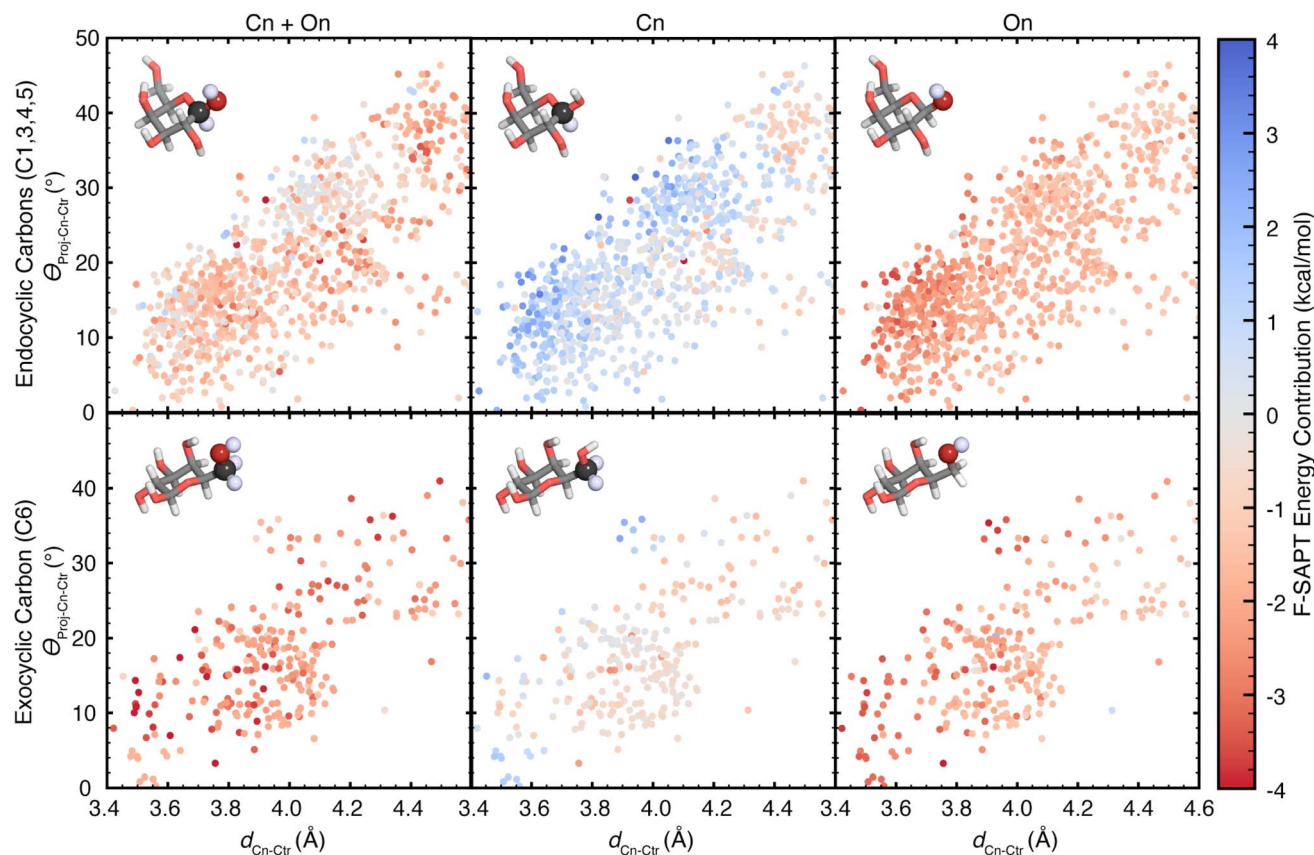 Cn + On
Cn
On
Endocyclic Carbons (C1,3,4,5)
ΘProj-Cn-Ctr (°)
50
40
30
20
10
0
Exocyclic Carbon (C6)
ΘProj-Cn-Ctr (°)
40
30
20
10
0
3.4 3.6 3.8 4.0 4.2 4.4 3.4 3.6 3.8 4.0 4.2 4.4 3.4 3.6 3.8 4.0 4.2 4.4 4.6
dCn-Ctr (Å)
dCn-Ctr (Å)
dCn-Ctr (Å)
4
3
2
1
0
-1
-2
-3
-4
F-SAPT Energy Contribution (kcal/mol)